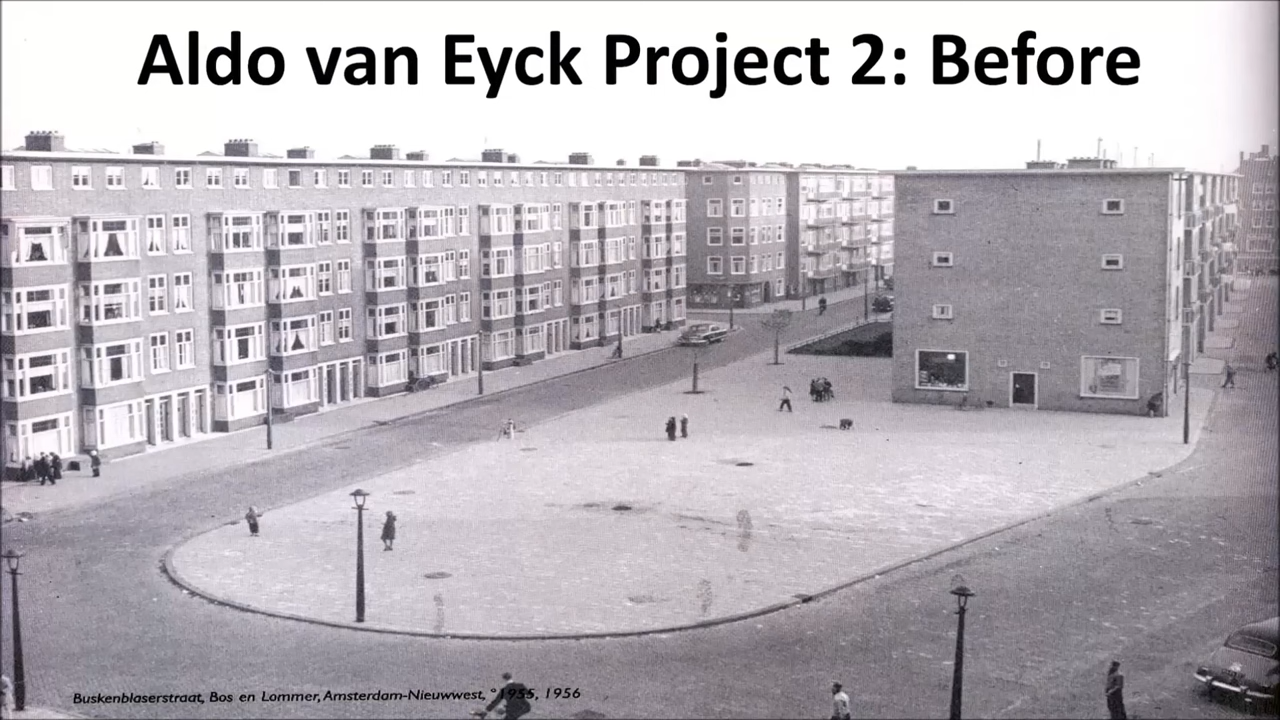 Aldo van Eyck Project 2: Before
Buskenblaserstraat, Bos en Lommer, Amsterdam-Nieuwwest, °1955, 1956